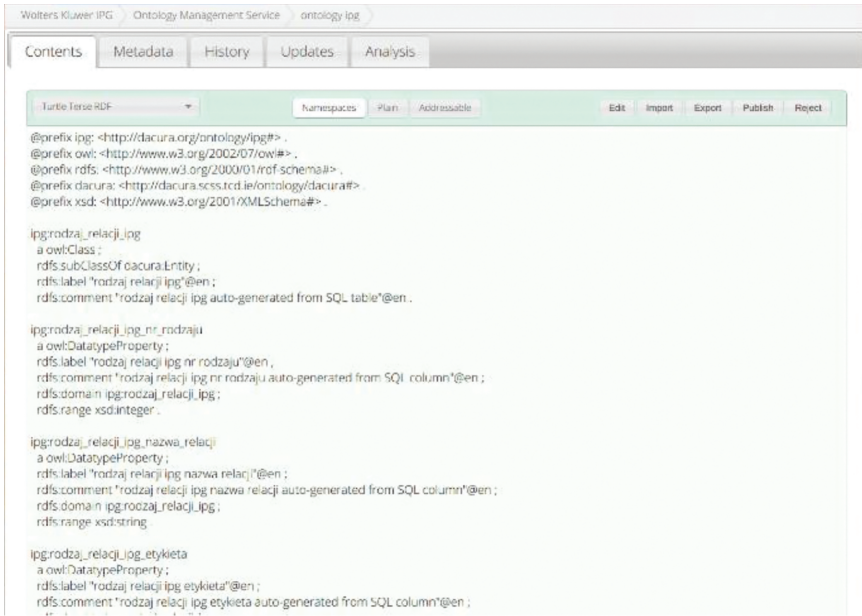 Wolters Kluwer IPG Ontology Management Service ontology ipg
Contents Metadata History Updates Analysis
Turtle Terse RDF Namespaces Plain Addressable Edit Import Export Publish Reject
@prefix ipg: <http://dacura.org/ontology/ipg#> .
@prefix owl: <http://www.w3.org/2002/07/owl#> .
@prefix rdfs: <http://www.w3.org/2000/01/rdf-schema#> .
@prefix dacura: <http://dacura.scss.tcd.ie/ontology/dacura#> .
@prefix xsd: <http://www.w3.org/2001/XMLSchema#> .
ipg:rodzaj_relacji_ipg
a owl:Class ;
rdfs:subClassOf dacura:Entity ;
rdfs:label "rodzaj relacji ipg"@en ;
rdfs:comment "rodzaj relacji ipg auto-generated from SQL table"@en .
ipg:rodzaj_relacji_ipg_nr_rodzaju
a owl:DatatypeProperty ;
rdfs:label "rodzaj relacji ipg nr rodzaju"@en ;
rdfs:comment "rodzaj relacji ipg nr rodzaju auto-generated from SQL column"@en ;
rdfs:domain ipg:rodzaj_relacji_ipg ;
rdfs:range xsd:integer .
ipg:rodzaj_relacji_ipg_nazwa_relacji
a owl:DatatypeProperty ;
rdfs:label "rodzaj relacji ipg nazwa relacji"@en ;
rdfs:comment "rodzaj relacji ipg nazwa relacji auto-generated from SQL column"@en ;
rdfs:domain ipg:rodzaj_relacji_ipg ;
rdfs:range xsd:string .
ipg:rodzaj_relacji_ipg_etykieta
a owl:DatatypeProperty ;
rdfs:label "rodzaj relacji ipg etykieta"@en ;
rdfs:comment "rodzaj relacji ipg etykieta auto-generated from SQL column"@en ;